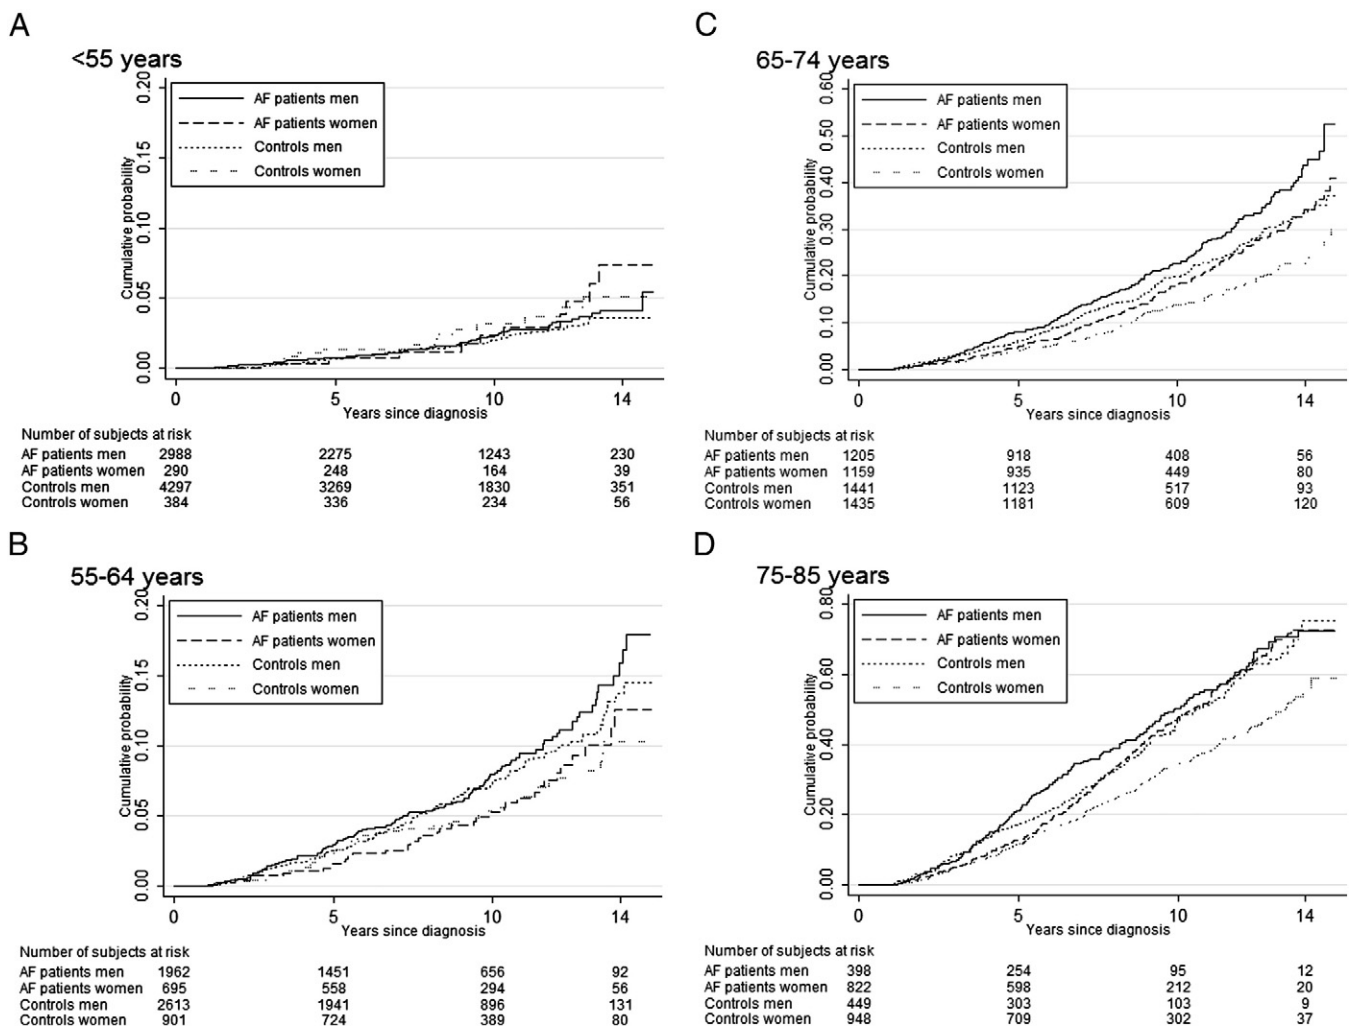 A
<55 years
AF patients men
AF patients women
Controls men
Controls women
Cumulative probability
0.00 0.05 0.10 0.15 0.20
0 5 10 14
Years since diagnosis
Number of subjects at risk
AF patients men 2988 2275 1243 230
AF patients women 290 248 164 39
Controls men 4297 3269 1830 351
Controls women 384 336 234 56
B
55-64 years
AF patients men
AF patients women
Controls men
Controls women
Cumulative probability
0.00 0.05 0.10 0.15 0.20
0 5 10 14
Years since diagnosis
Number of subjects at risk
AF patients men 1962 1451 656 92
AF patients women 695 558 294 56
Controls men 2613 1941 896 131
Controls women 901 724 389 80
C
65-74 years
AF patients men
AF patients women
Controls men
Controls women
Cumulative probability
0.00 0.10 0.20 0.30 0.40 0.50 0.60
0 5 10 14
Years since diagnosis
Number of subjects at risk
AF patients men 1205 918 408 56
AF patients women 1159 935 449 80
Controls men 1441 1123 517 93
Controls women 1435 1181 609 120
D
75-85 years
AF patients men
AF patients women
Controls men
Controls women
Cumulative probability
0.00 0.20 0.40 0.60 0.80
0 5 10 14
Years since diagnosis
Number of subjects at risk
AF patients men 398 254 95 12
AF patients women 822 598 212 20
Controls men 449 303 103 9
Controls women 948 709 302 37